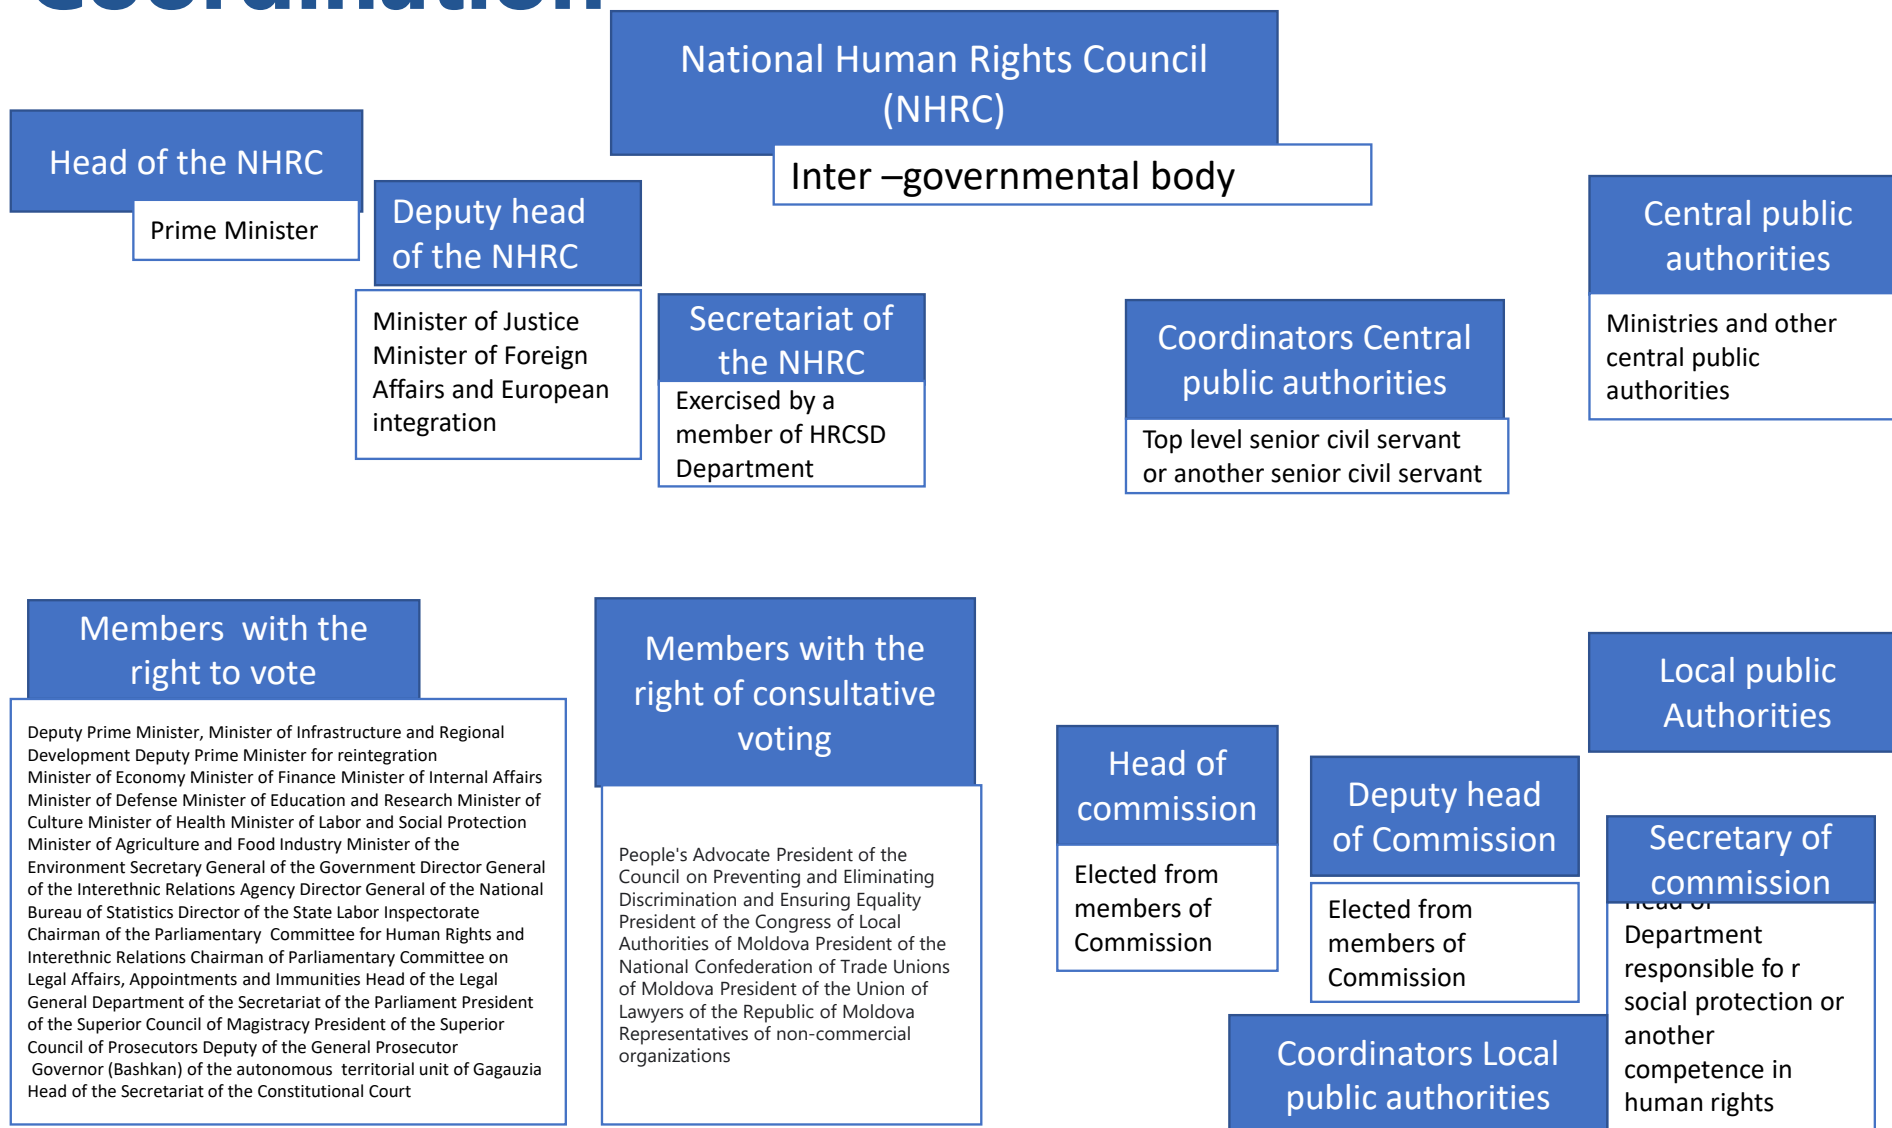 Coordination
National Human Rights Council
(NHRC)
Inter –governmental body
Head of the NHRC
Prime Minister
Deputy head
of the NHRC
Minister of Justice
Minister of Foreign
Affairs and European
integration
Secretariat of
the NHRC
Exercised by a
member of HRCSD
Department
Coordinators Central
public authorities
Top level senior civil servant
or another senior civil servant
Central public
authorities
Ministries and other
central public
authorities
Members with the
right to vote
Deputy Prime Minister, Minister of Infrastructure and Regional
Development Deputy Prime Minister for reintegration
Minister of Economy Minister of Finance Minister of Internal Affairs
Minister of Defense Minister of Education and Research Minister of
Culture Minister of Health Minister of Labor and Social Protection
Minister of Agriculture and Food Industry Minister of the
Environment Secretary General of the Government Director General
of the Interethnic Relations Agency Director General of the National
Bureau of Statistics Director of the State Labor Inspectorate
Chairman of the Parliamentary Committee for Human Rights and
Interethnic Relations Chairman of Parliamentary Committee on
Legal Affairs, Appointments and Immunities Head of the Legal
General Department of the Secretariat of the Parliament President
of the Superior Council of Magistracy President of the Superior
Council of Prosecutors Deputy of the General Prosecutor
Governor (Bashkan) of the autonomous territorial unit of Gagauzia
Head of the Secretariat of the Constitutional Court
Members with the
right of consultative
voting
People's Advocate President of the
Council on Preventing and Eliminating
Discrimination and Ensuring Equality
President of the Congress of Local
Authorities of Moldova President of the
National Confederation of Trade Unions
of Moldova President of the Union of
Lawyers of the Republic of Moldova
Representatives of non-commercial
organizations
Head of
commission
Elected from
members of
Commission
Deputy head
of Commission
Elected from
members of
Commission
Local public
Authorities
Secretary of
commission
Head of
Department
responsible fo r
social protection or
another
competence in
human rights
Coordinators Local
public authorities